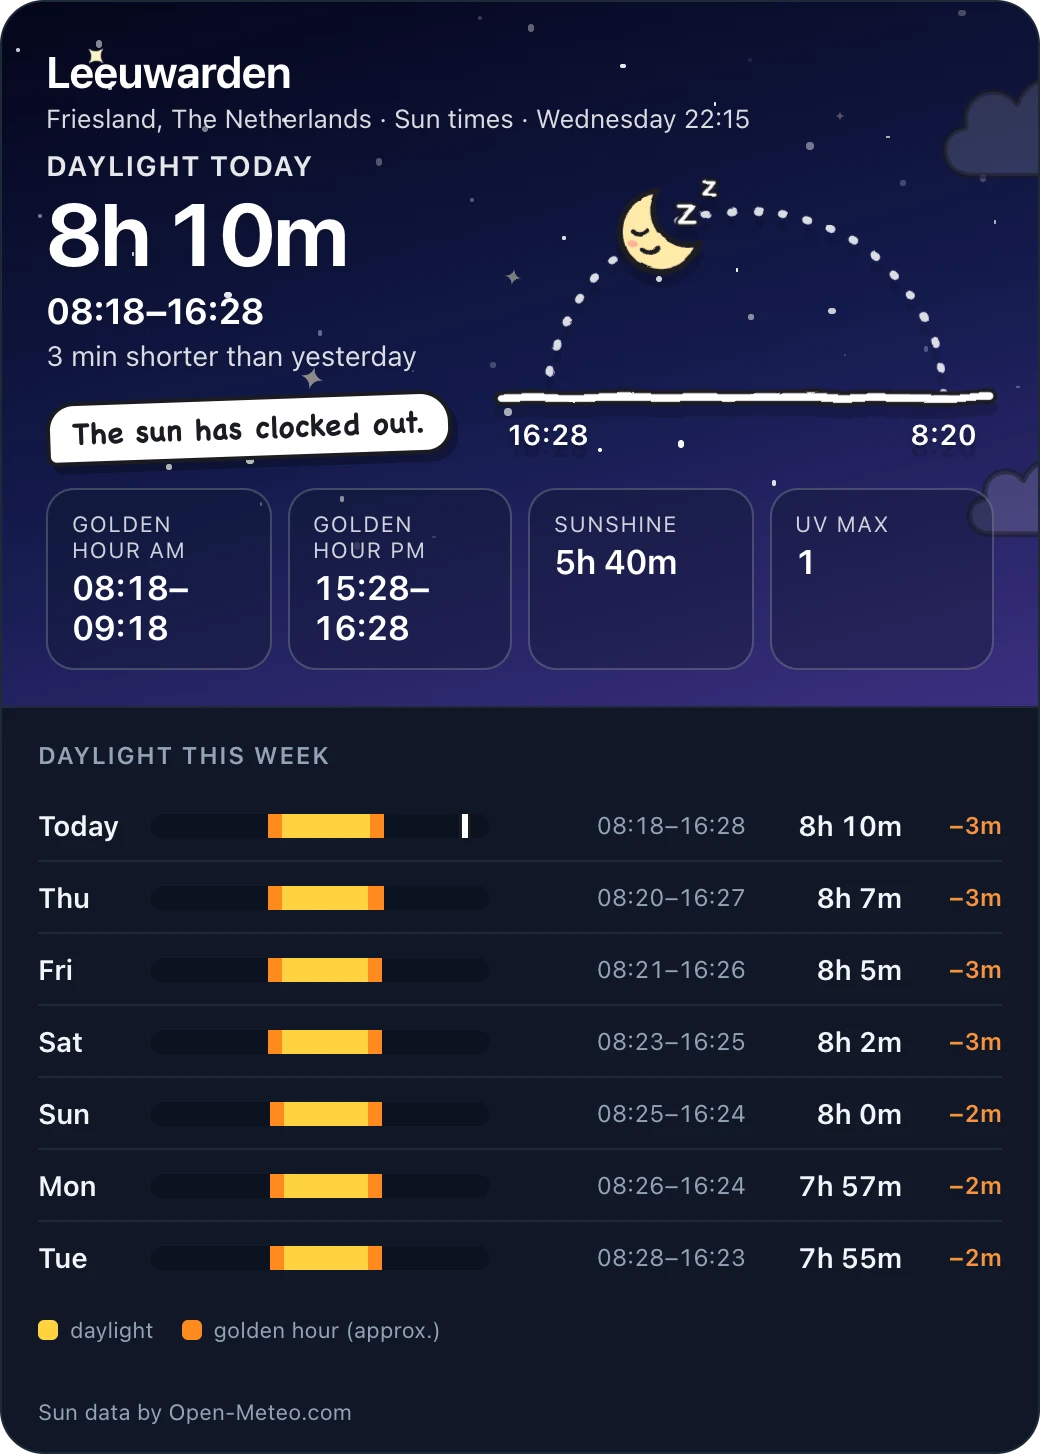 Leeuwarden
Friesland, The Netherlands · Sun times · Wednesday 22:15
DAYLIGHT TODAY
8h 10m
08:18–16:28
3 min shorter than yesterday
The sun has clocked out.
z
z
16:28
8:20
GOLDEN
HOUR AM
08:18–
09:18
GOLDEN
HOUR PM
15:28–
16:28
SUNSHINE
5h 40m
UV MAX
1
DAYLIGHT THIS WEEK
Today 08:18–16:28 8h 10m −3m
Thu 08:20–16:27 8h 7m −3m
Fri 08:21–16:26 8h 5m −3m
Sat 08:23–16:25 8h 2m −3m
Sun 08:25–16:24 8h 0m −2m
Mon 08:26–16:24 7h 57m −2m
Tue 08:28–16:23 7h 55m −2m
daylight golden hour (approx.)
Sun data by Open-Meteo.com